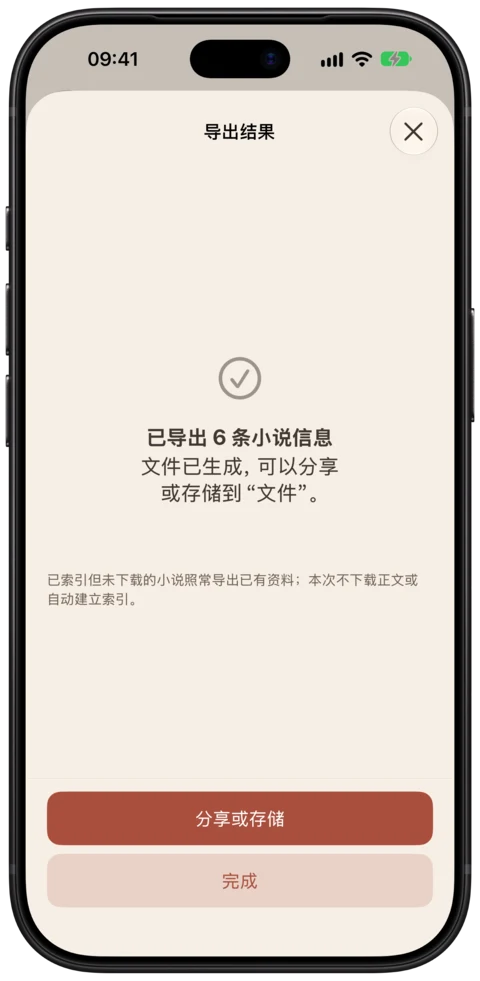 09:41
导出结果
已导出 6 条小说信息
文件已生成，可以分享
或存储到“文件”。
已索引但未下载的小说照常导出已有资料；本次不下载正文或
自动建立索引。
分享或存储
完成